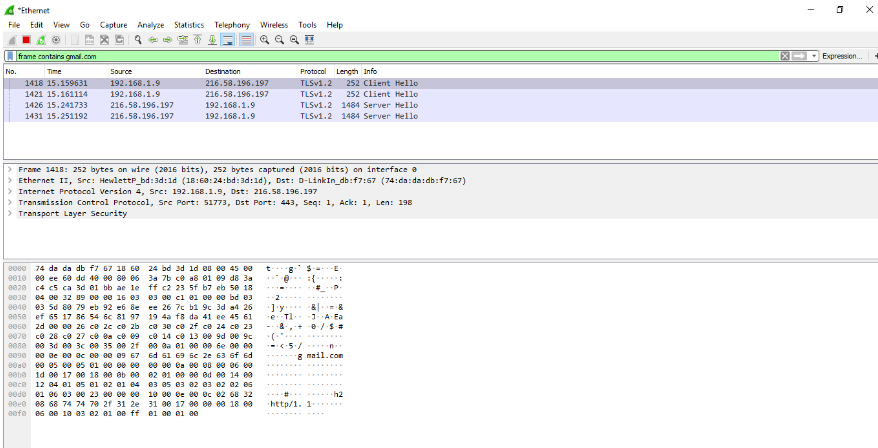 *Ethernet
File Edit View Go Capture Analyze Statistics Telephony Wireless Tools Help
frame contains gmail.com Expression...
No. Time Source Destination Protocol Length Info
1418 15.159631 192.168.1.9 216.58.196.197 TLSv1.2 252 Client Hello
1421 15.161114 192.168.1.9 216.58.196.197 TLSv1.2 252 Client Hello
1426 15.241733 216.58.196.197 192.168.1.9 TLSv1.2 1484 Server Hello
1431 15.251192 216.58.196.197 192.168.1.9 TLSv1.2 1484 Server Hello
Frame 1418: 252 bytes on wire (2016 bits), 252 bytes captured (2016 bits) on interface 0
Ethernet II, Src: HewlettP_bd:3d:1d (18:60:24:bd:3d:1d), Dst: D-LinkIn_db:f7:67 (74:da:da:db:f7:67)
Internet Protocol Version 4, Src: 192.168.1.9, Dst: 216.58.196.197
Transmission Control Protocol, Src Port: 51773, Dst Port: 443, Seq: 1, Ack: 1, Len: 198
Transport Layer Security
0000 74 da da db f7 67 18 60 24 bd 3d 1d 08 00 45 00 t····g·` $·=···E·
0010 00 ee 60 dd 40 00 80 06 3a 7b c0 a8 01 09 d8 3a ··`·@··· :{·····:
0020 c4 c5 ca 3d 01 bb ae 1e ff c2 23 5f b7 eb 50 18 ···=···· ··#_··P·
0030 04 00 32 89 00 00 16 03 03 00 c1 01 00 00 bd 03 ··2····· ········
0040 03 5d 80 79 eb 92 e6 8e ee 26 7c b1 9c 3d a4 26 ·]·y···· ·&|··=·&
0050 ef 65 17 86 54 6c 81 97 19 4a f8 da 41 ee 45 61 ·e··Tl·· ·J··A·Ea
0060 2d 00 00 26 c0 2c c0 2b c0 30 c0 2f c0 24 c0 23 -··&·,·+ ·0·/·$·#
0070 c0 28 c0 27 c0 0a c0 09 c0 14 c0 13 00 9d 00 9c ·(·'···· ········
0080 00 3d 00 3c 00 35 00 2f 00 0a 01 00 00 6e 00 00 ·=·<·5·/ ·····n··
0090 00 0e 00 0c 00 00 09 67 6d 61 69 6c 2e 63 6f 6d ·······g mail.com
00a0 00 05 00 05 01 00 00 00 00 00 0a 00 08 00 06 00 ········ ········
00b0 1d 00 17 00 18 00 0b 00 02 01 00 00 0d 00 14 00 ········ ········
00c0 12 04 01 05 01 02 01 04 03 05 03 02 03 02 02 06 ········ ········
00d0 01 06 03 00 23 00 00 00 10 00 0e 00 0c 02 68 32 ····#··· ······h2
00e0 08 68 74 74 70 2f 31 2e 31 00 17 00 00 00 18 00 ·http/1. 1·······
00f0 06 00 10 03 02 01 00 ff 01 00 01 00 ········ ····